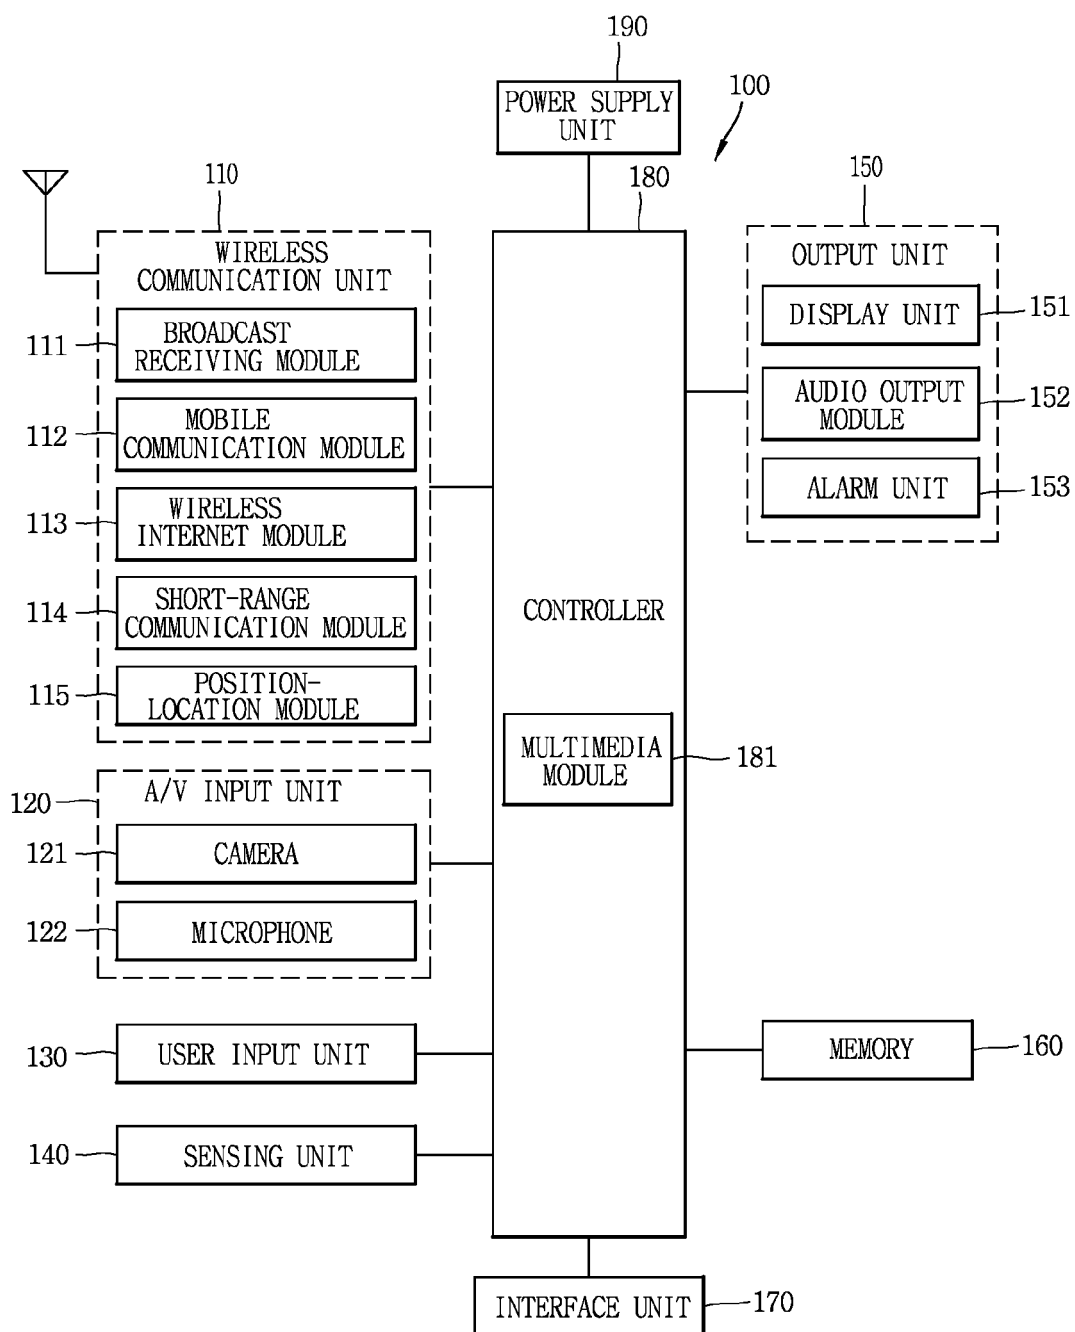 190
POWER SUPPLY
UNIT
100
110
180
150
WIRELESS
COMMUNICATION UNIT
111
BROADCAST
RECEIVING MODULE
112
MOBILE
COMMUNICATION MODULE
113
WIRELESS
INTERNET MODULE
114
SHORT-RANGE
COMMUNICATION MODULE
115
POSITION-
LOCATION MODULE
120
A/V INPUT UNIT
121
CAMERA
122
MICROPHONE
130
USER INPUT UNIT
140
SENSING UNIT
CONTROLLER
MULTIMEDIA
MODULE
181
OUTPUT UNIT
DISPLAY UNIT
151
AUDIO OUTPUT
MODULE
152
ALARM UNIT
153
MEMORY
160
INTERFACE UNIT
170